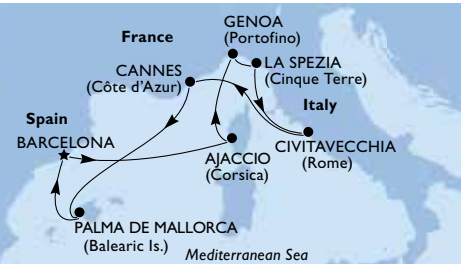 GENOA
(Portofino)
France
LA SPEZIA
(Cinque Terre)
CANNES
(Côte d'Azur)
Italy
Spain
BARCELONA
CIVITAVECCHIA
(Rome)
AJACCIO
(Corsica)
PALMA DE MALLORCA
(Balearic Is.)
Mediterranean Sea